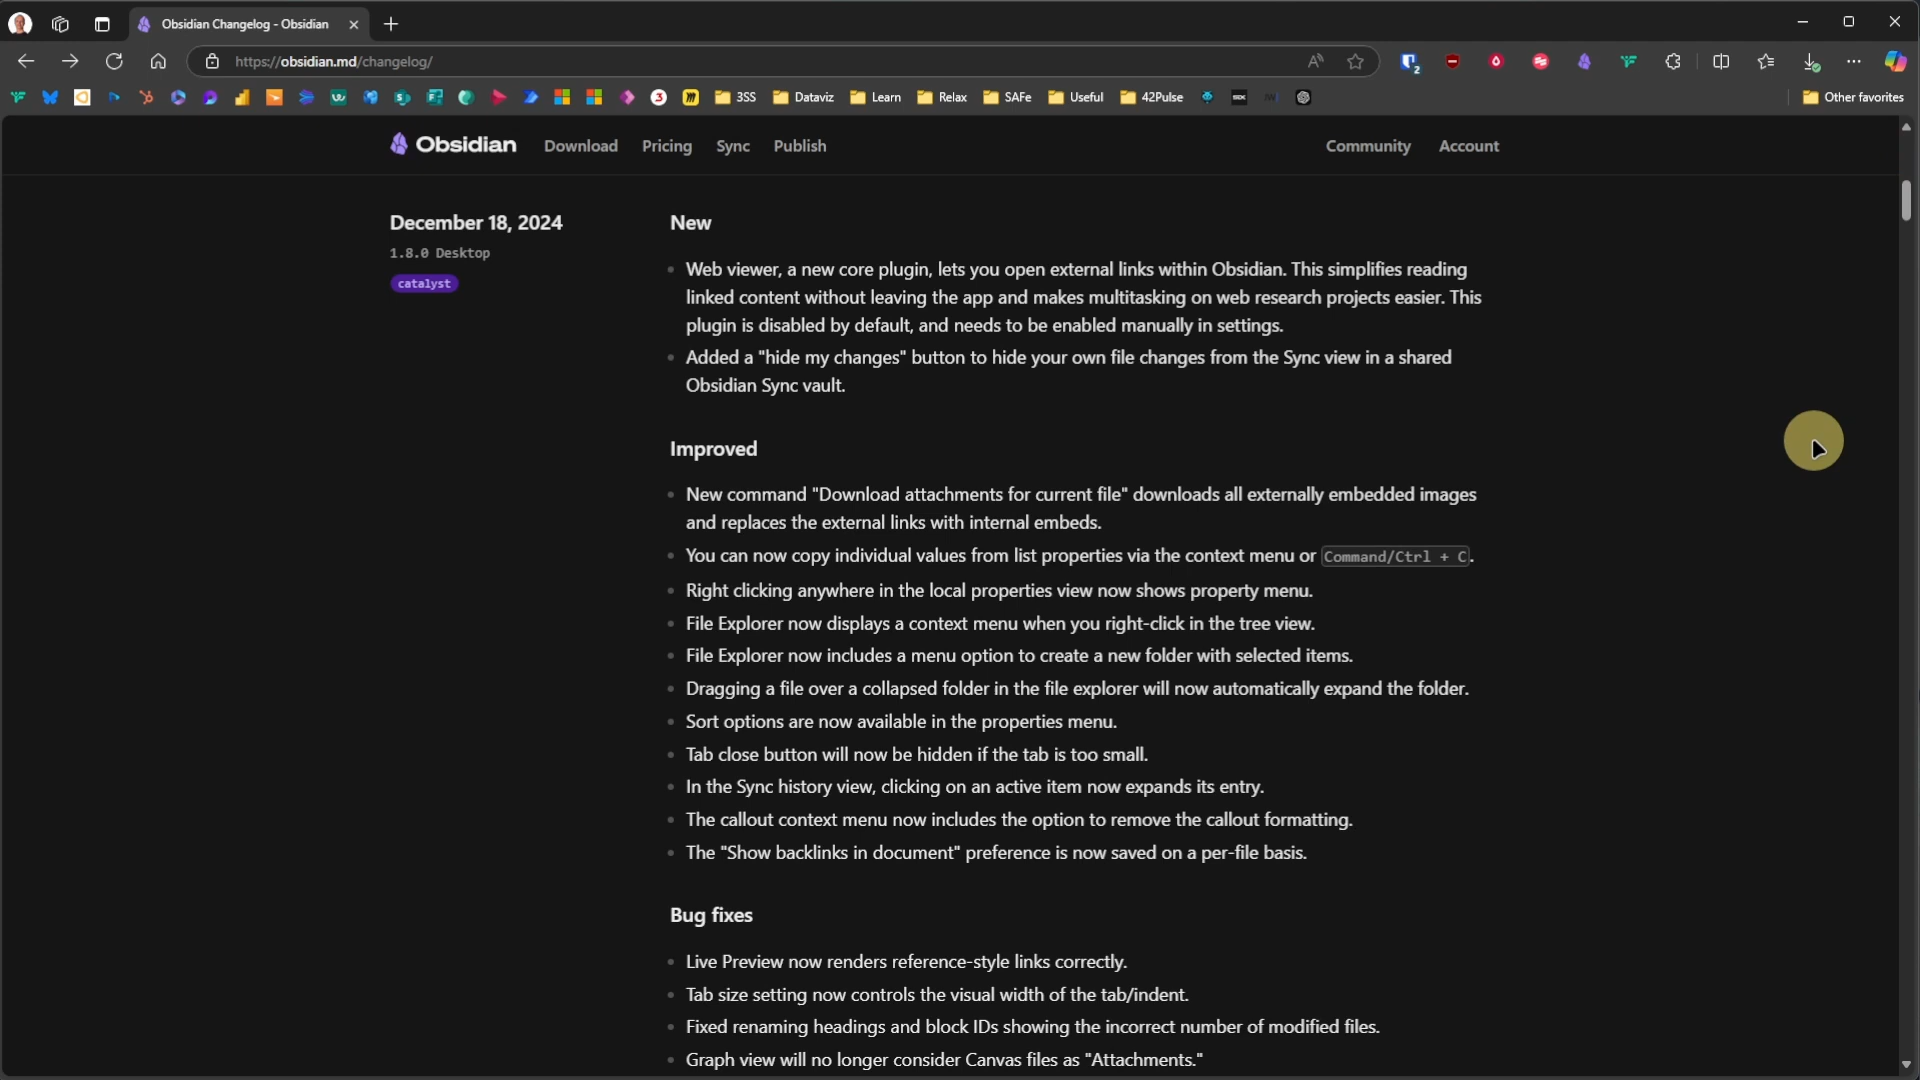 Obsidian Changelog - Obsidian
https://obsidian.md/changelog/
2
3
m
3SS
Dataviz
Learn
Relax
SAFe
Useful
42Pulse
Other favorites
Obsidian Download Pricing Sync Publish Community Account
December 18, 2024
1.8.0 Desktop
catalyst
New
Web viewer, a new core plugin, lets you open external links within Obsidian. This simplifies reading
linked content without leaving the app and makes multitasking on web research projects easier. This
plugin is disabled by default, and needs to be enabled manually in settings.
Added a "hide my changes" button to hide your own file changes from the Sync view in a shared
Obsidian Sync vault.
Improved
New command "Download attachments for current file" downloads all externally embedded images
and replaces the external links with internal embeds.
You can now copy individual values from list properties via the context menu or Command/Ctrl + C.
Right clicking anywhere in the local properties view now shows property menu.
File Explorer now displays a context menu when you right-click in the tree view.
File Explorer now includes a menu option to create a new folder with selected items.
Dragging a file over a collapsed folder in the file explorer will now automatically expand the folder.
Sort options are now available in the properties menu.
Tab close button will now be hidden if the tab is too small.
In the Sync history view, clicking on an active item now expands its entry.
The callout context menu now includes the option to remove the callout formatting.
The "Show backlinks in document" preference is now saved on a per-file basis.
Bug fixes
Live Preview now renders reference-style links correctly.
Tab size setting now controls the visual width of the tab/indent.
Fixed renaming headings and block IDs showing the incorrect number of modified files.
Graph view will no longer consider Canvas files as "Attachments."